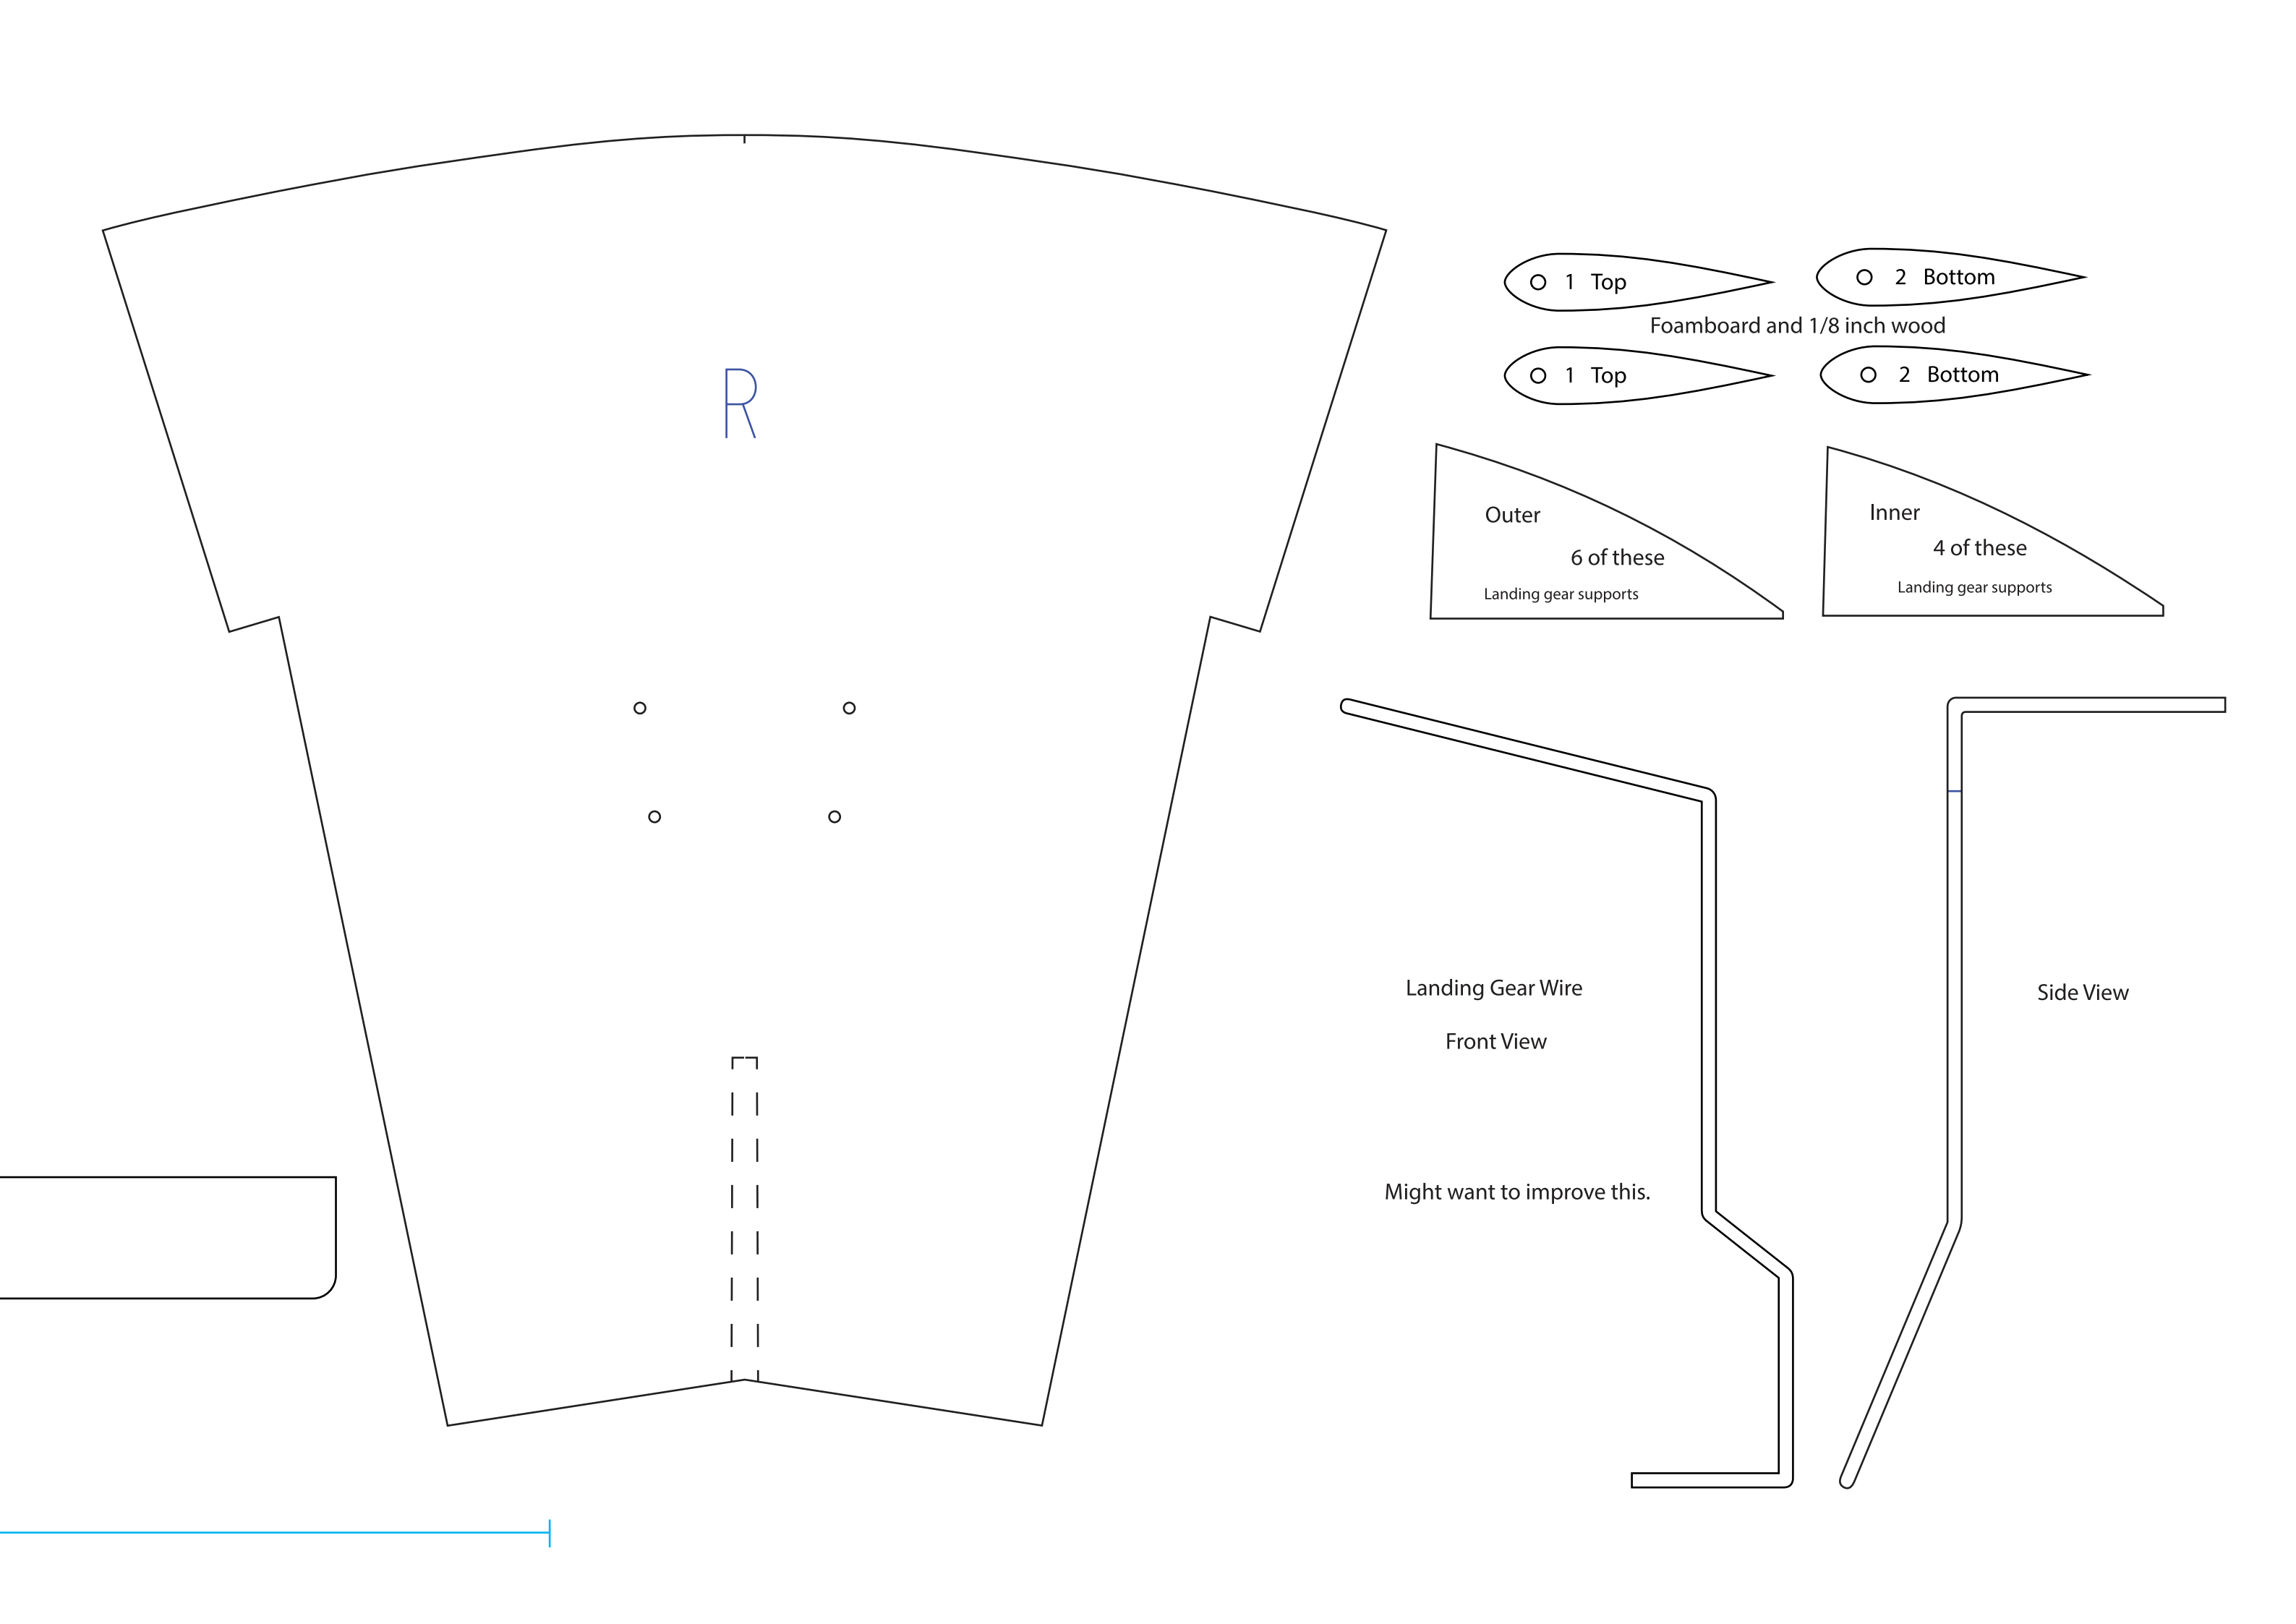 R
1 Top
2 Bottom
Foamboard and 1/8 inch wood
1 Top
2 Bottom
Outer
6 of these
Landing gear supports
Inner
4 of these
Landing gear supports
Landing Gear Wire
Front View
Side View
Might want to improve this.